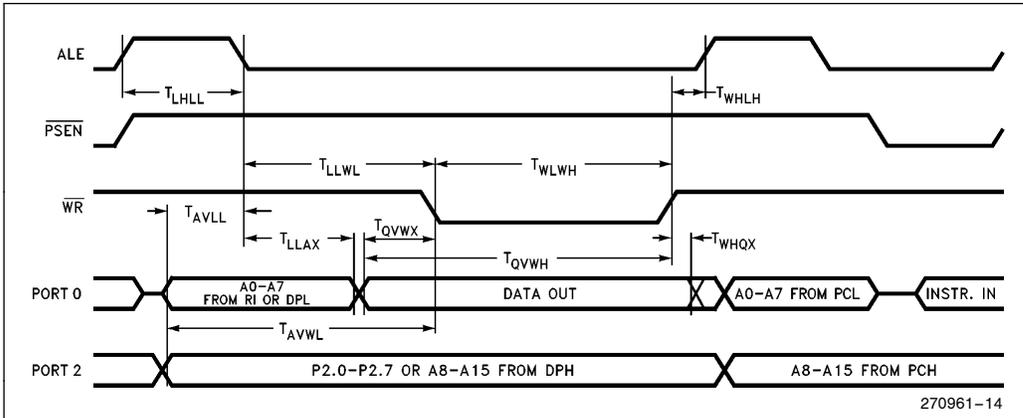 ALE
TLHLL
TWHLH
PSEN
TLLWL
TWLWH
WR
TAVLL
TLLAX
TQVWX
TWHQX
TQVWH
PORT 0
A0–A7
FROM RI OR DPL
DATA OUT
A0–A7 FROM PCL
INSTR. IN
TAVWL
PORT 2
P2.0–P2.7 OR A8–A15 FROM DPH
A8–A15 FROM PCH
270961–14